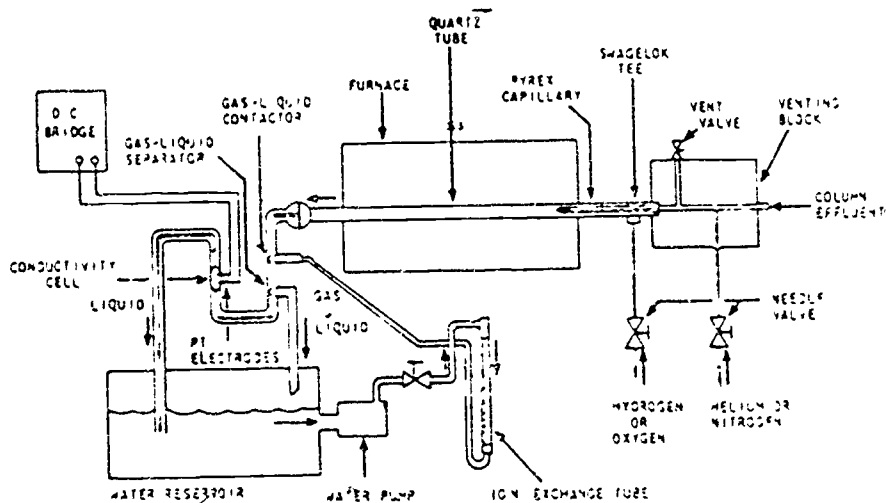 QUARTZ
TUBE
SWAGELOK
TEE
FURNACE
PYREX
CAPILLARY
VENT
VALVE
VENTING
BLOCK
GAS-LIQUID
CONTACTOR
D C
BRIDGE
GAS-LIQUID
SEPARATOR
COLUMN
EFFLUENT
CONDUCTIVITY
CELL
LIQUID
GAS
LIQUID
PT
ELECTRODES
NEEDLE
VALVE
HYDROGEN
OR
OXYGEN
HELIUM OR
NITROGEN
WATER RESERVOIR
WATER PUMP
ION EXCHANGE TUBE